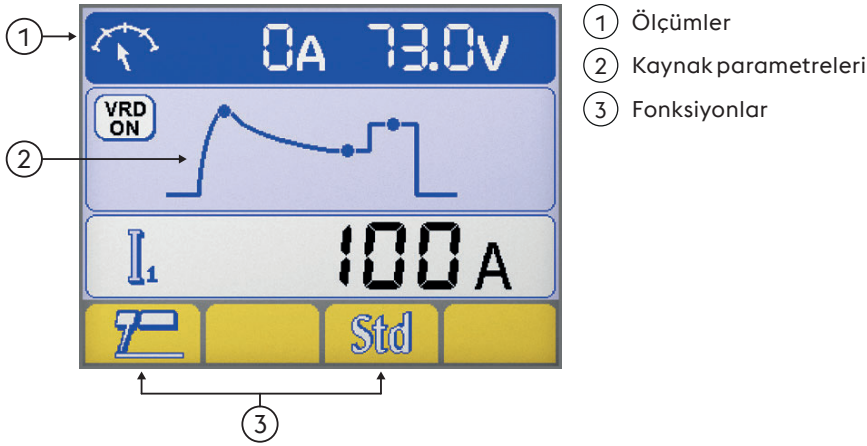 1
0A 73.0V
VRD
ON
2
I1
100A
Std
3
1 Ölçümler
2 Kaynak parametreleri
3 Fonksiyonlar